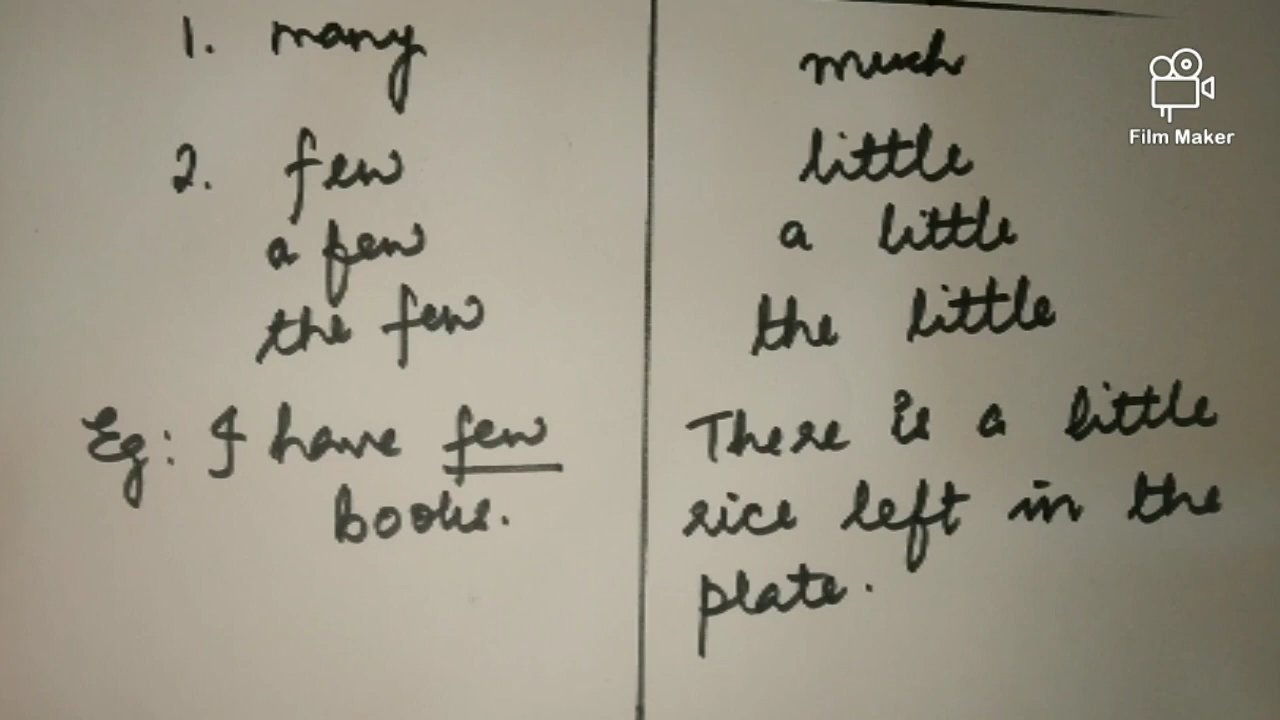 1. many
2. few
a few
the few
Eg: I have few
books.
much
little
a little
the little
There is a little
rice left in the
plate.
Film Maker